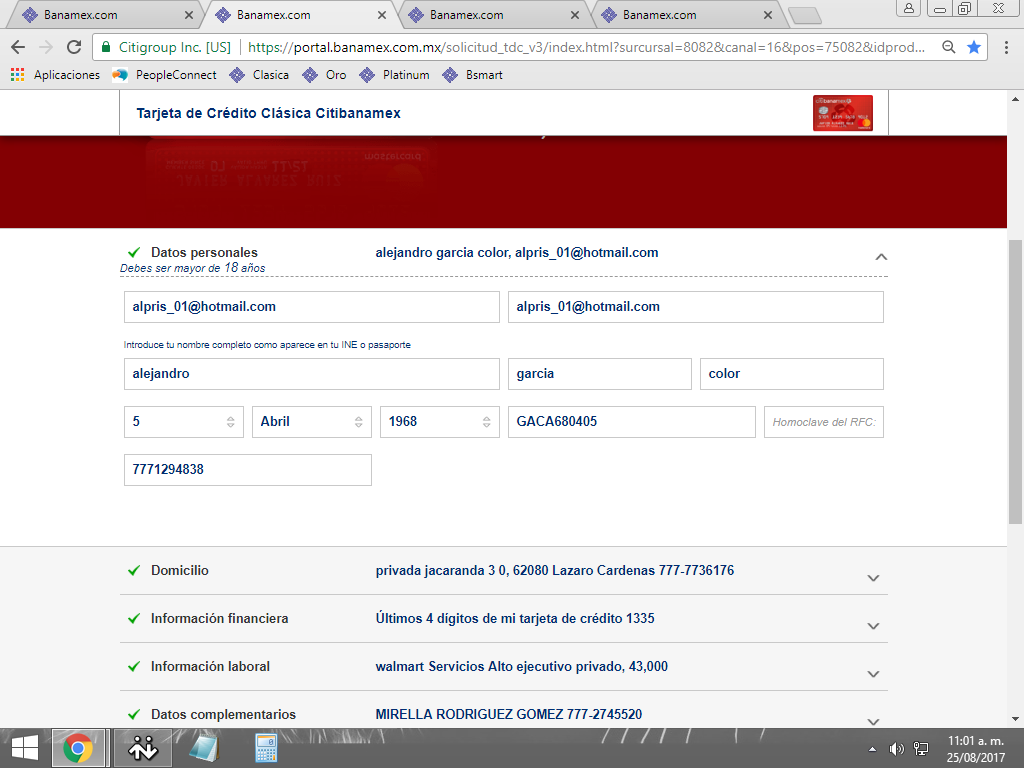 Banamex.com
Banamex.com
Banamex.com
Banamex.com
Citigroup Inc. [US] https://portal.banamex.com.mx/solicitud_tdc_v3/index.html?surcursal=8082&canal=16&pos=75082&idprod...
Aplicaciones PeopleConnect Clasica Oro Platinum Bsmart
Tarjeta de Crédito Clásica Citibanamex
Datos personales alejandro garcia color, alpris_01@hotmail.com
Debes ser mayor de 18 años
alpris_01@hotmail.com alpris_01@hotmail.com
Introduce tu nombre completo como aparece en tu INE o pasaporte
alejandro garcia color
5 Abril 1968 GACA680405 Homoclave del RFC:
7771294838
Domicilio privada jacaranda 3 0, 62080 Lazaro Cardenas 777-7736176
Información financiera Últimos 4 dígitos de mi tarjeta de crédito 1335
Información laboral walmart Servicios Alto ejecutivo privado, 43,000
Datos complementarios MIRELLA RODRIGUEZ GOMEZ 777-2745520
11:01 a. m.
25/08/2017